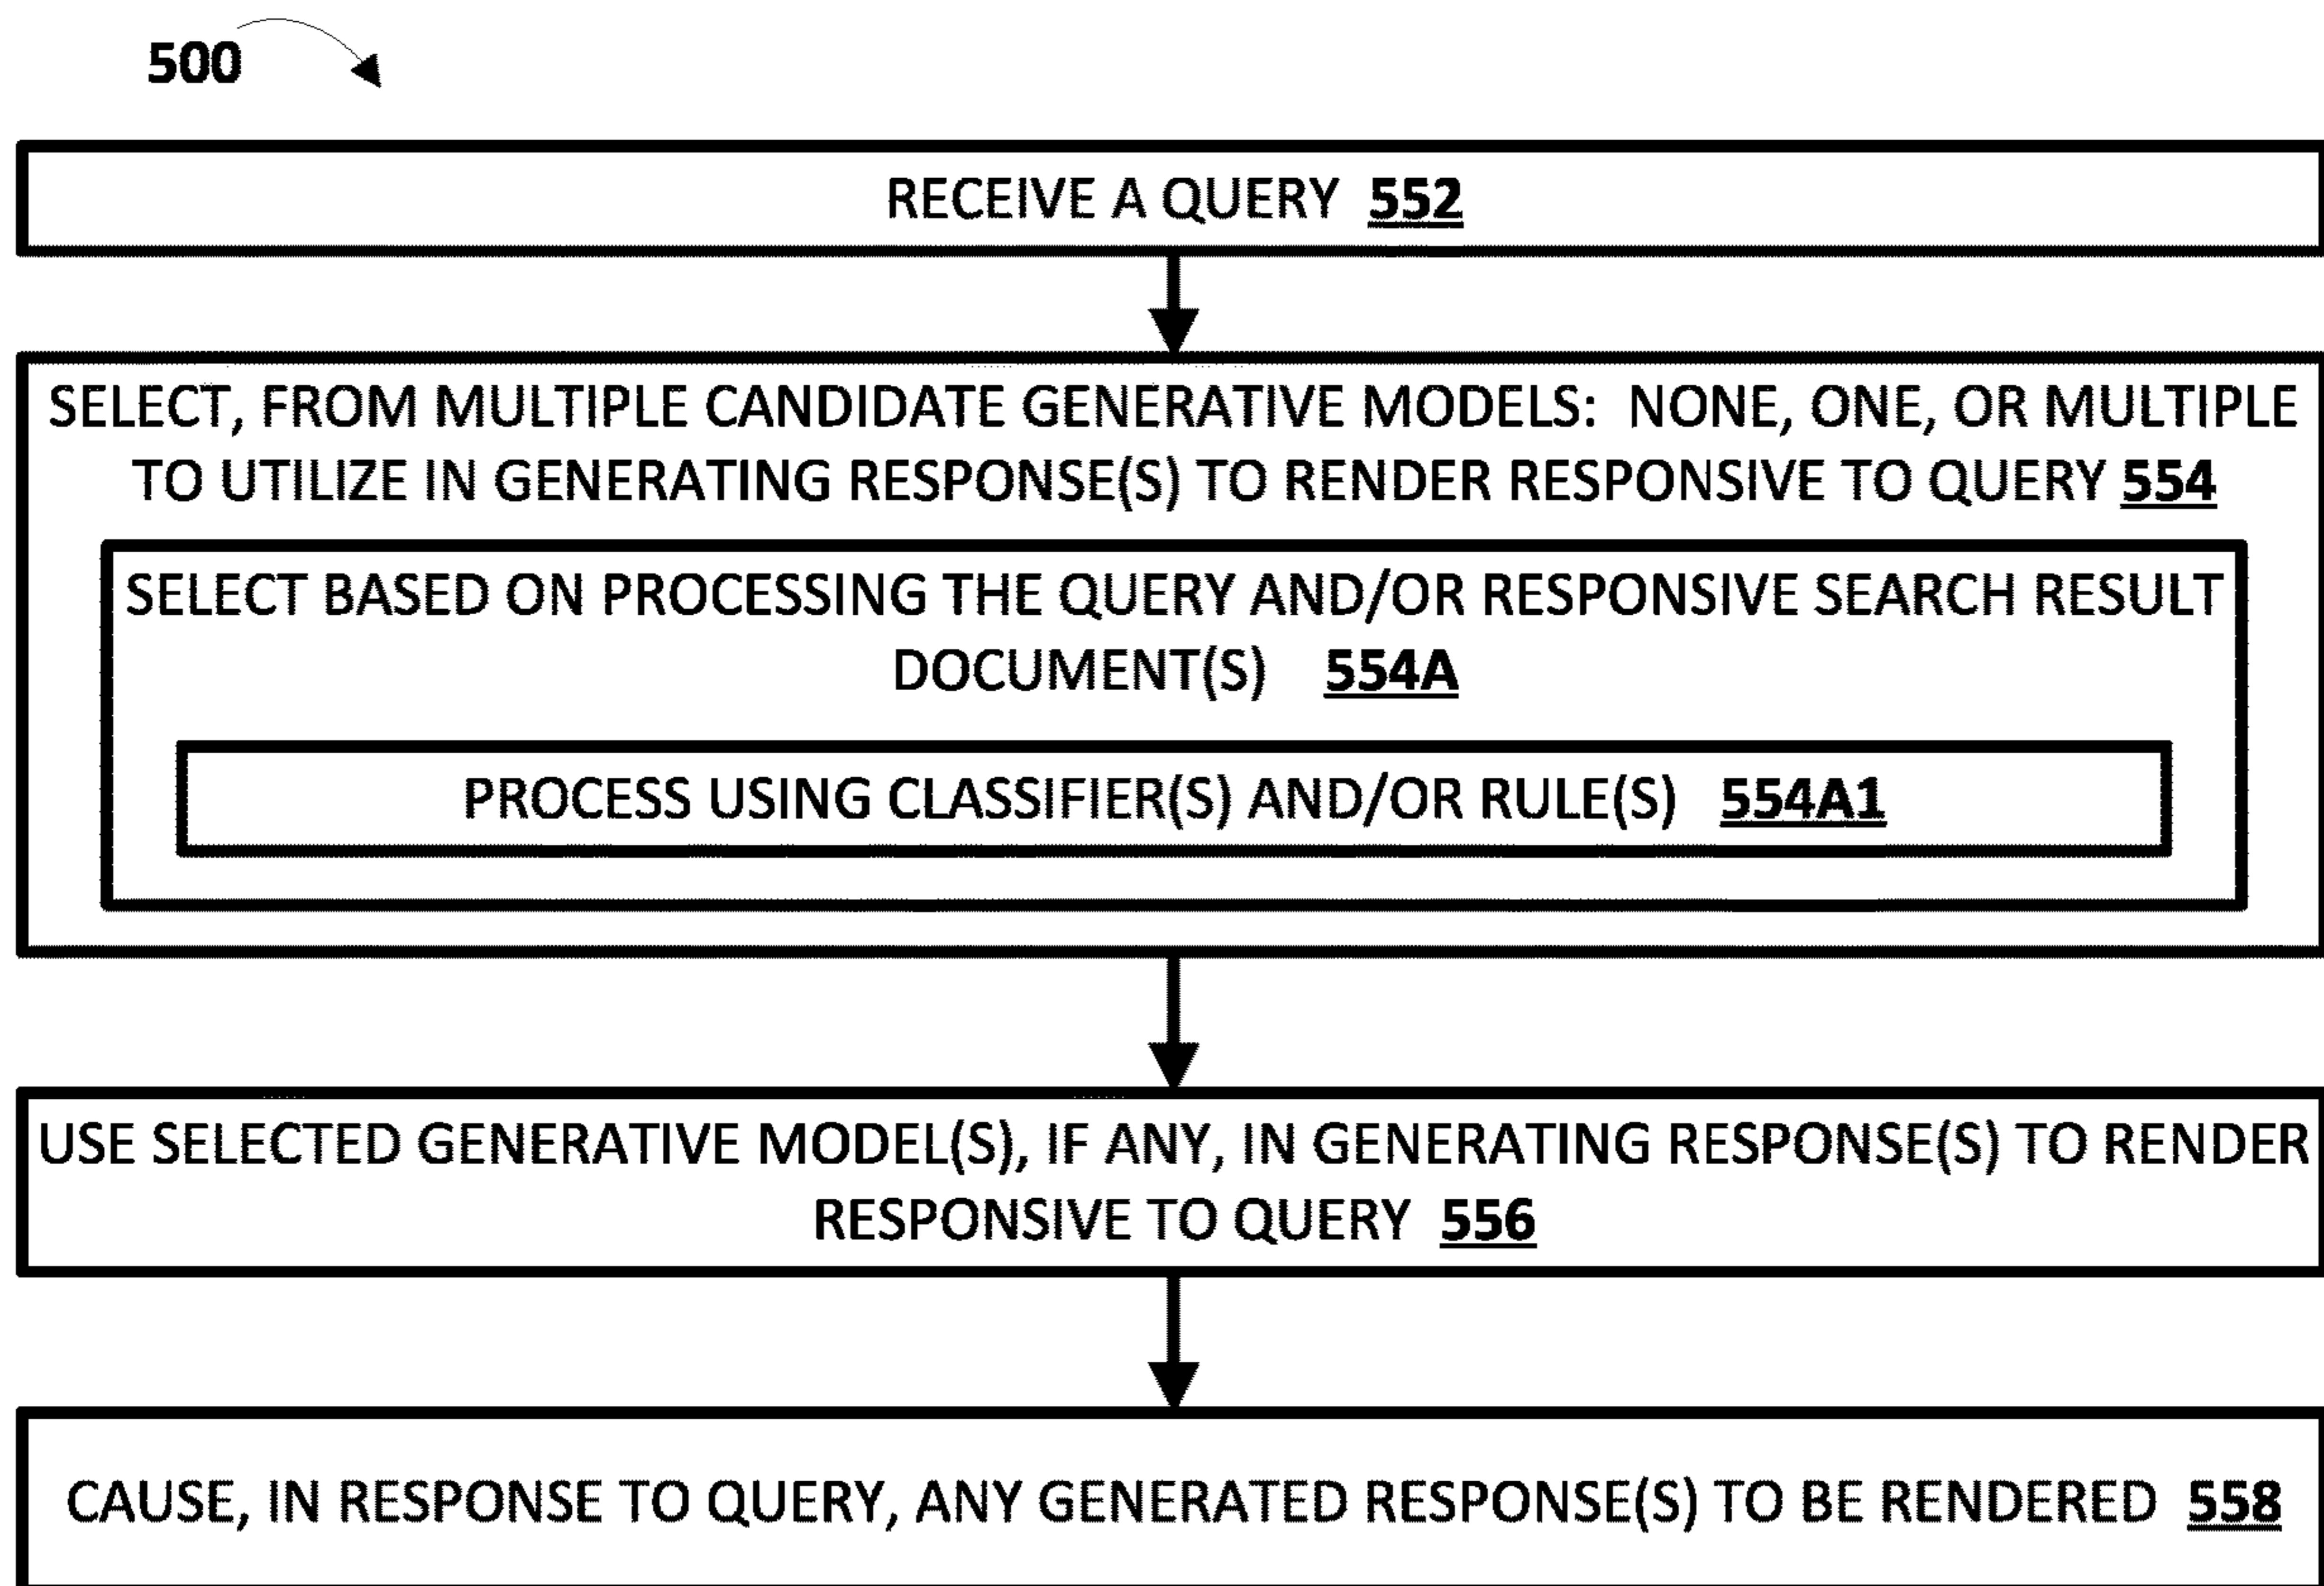 500
RECEIVE A QUERY 552
SELECT, FROM MULTIPLE CANDIDATE GENERATIVE MODELS: NONE, ONE, OR MULTIPLE
TO UTILIZE IN GENERATING RESPONSE(S) TO RENDER RESPONSIVE TO QUERY 554
SELECT BASED ON PROCESSING THE QUERY AND/OR RESPONSIVE SEARCH RESULT
DOCUMENT(S) 554A
PROCESS USING CLASSIFIER(S) AND/OR RULE(S) 554A1
USE SELECTED GENERATIVE MODEL(S), IF ANY, IN GENERATING RESPONSE(S) TO RENDER
RESPONSIVE TO QUERY 556
CAUSE, IN RESPONSE TO QUERY, ANY GENERATED RESPONSE(S) TO BE RENDERED 558